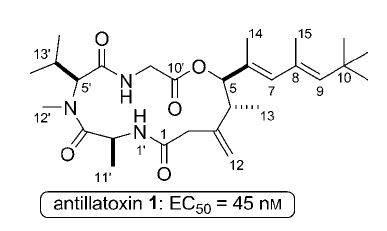 14
15
13'
O
10'
O
5'
N
H
O
5
7
8
9
10
12'
N
H
N
1'
1
13
O
11'
O
12
antillatoxin 1: EC50 = 45 nM